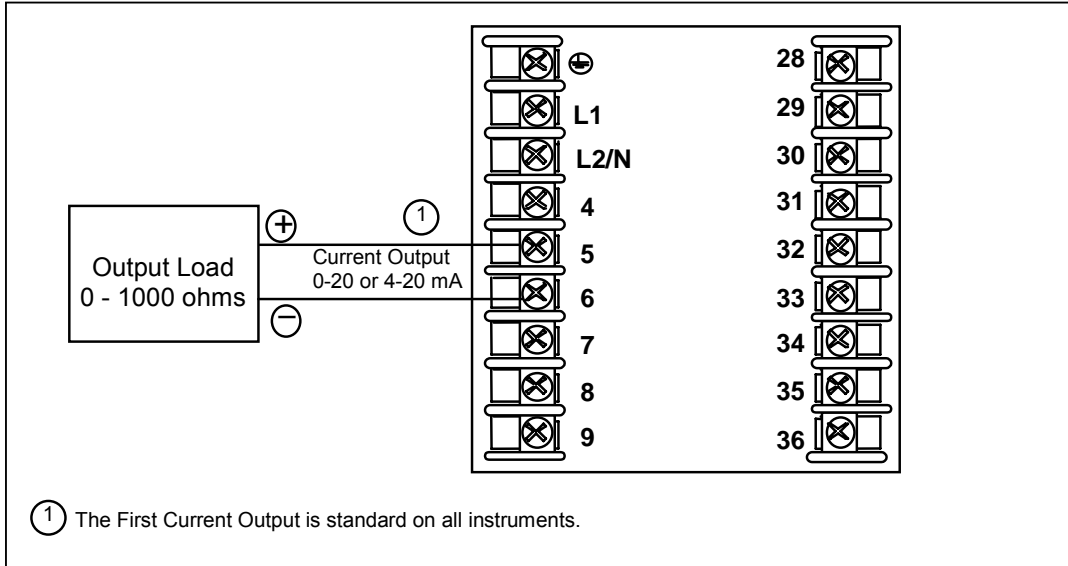 L1
L2/N
4
5
6
7
8
9
28
29
30
31
32
33
34
35
36
+
1
Current Output
0-20 or 4-20 mA
Output Load
0 - 1000 ohms
−
1 The First Current Output is standard on all instruments.